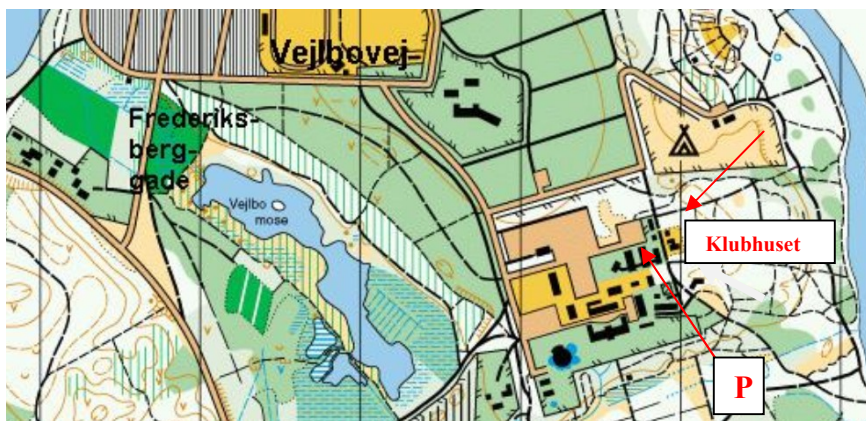 Vejlbovej
Frederiks-
berg-
gade
Vejlbo
mose
Klubhuset
P